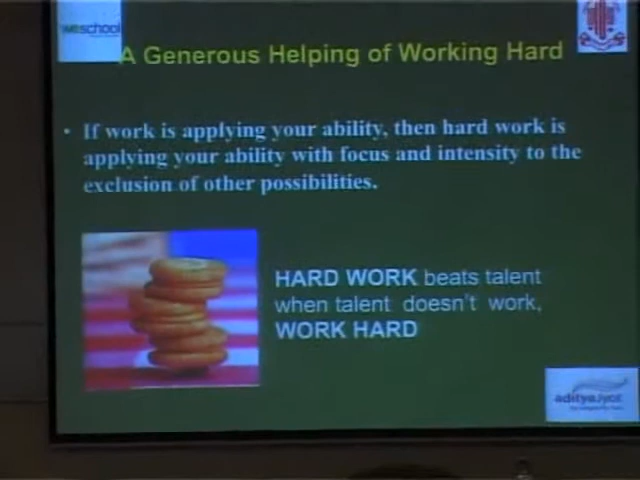 weschool
A Generous Helping of Working Hard
• If work is applying your ability, then hard work is
applying your ability with focus and intensity to the
exclusion of other possibilities.
HARD WORK beats talent
when talent doesn't work,
WORK HARD
adityajyot